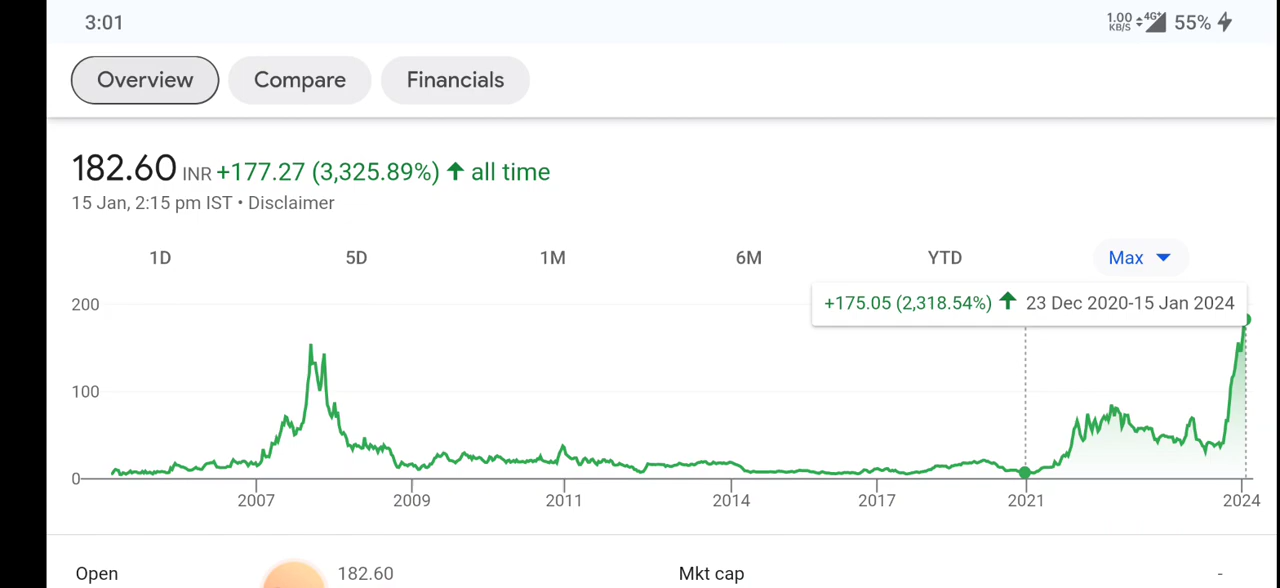 3:01 1.00 KB/S 4G+ 55%
Overview Compare Financials
182.60 INR +177.27 (3,325.89%) ↑ all time
15 Jan, 2:15 pm IST • Disclaimer
1D 5D 1M 6M YTD Max
200
+175.05 (2,318.54%) ↑ 23 Dec 2020-15 Jan 2024
100
0
2007 2009 2011 2014 2017 2021 2024
Open 182.60 Mkt cap -